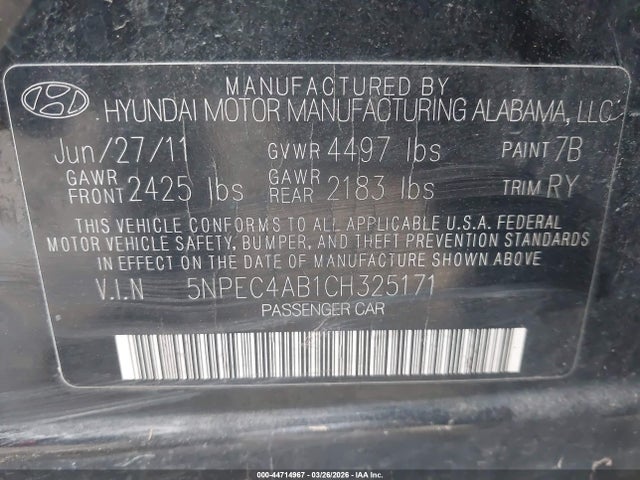 MANUFACTURED BY
HYUNDAI MOTOR MANUFACTURING ALABAMA, LLC
Jun/27/11 GVWR 4497 lbs PAINT 7B
GAWR FRONT 2425 lbs GAWR REAR 2183 lbs TRIM RY
THIS VEHICLE CONFORMS TO ALL APPLICABLE U.S.A. FEDERAL
MOTOR VEHICLE SAFETY, BUMPER, AND THEFT PREVENTION STANDARDS
IN EFFECT ON THE DATE OF MANUFACTURE SHOWN ABOVE
V.I.N 5NPEC4AB1CH325171
PASSENGER CAR
000-44714967 | 03/26/2026 - IAAI.COM